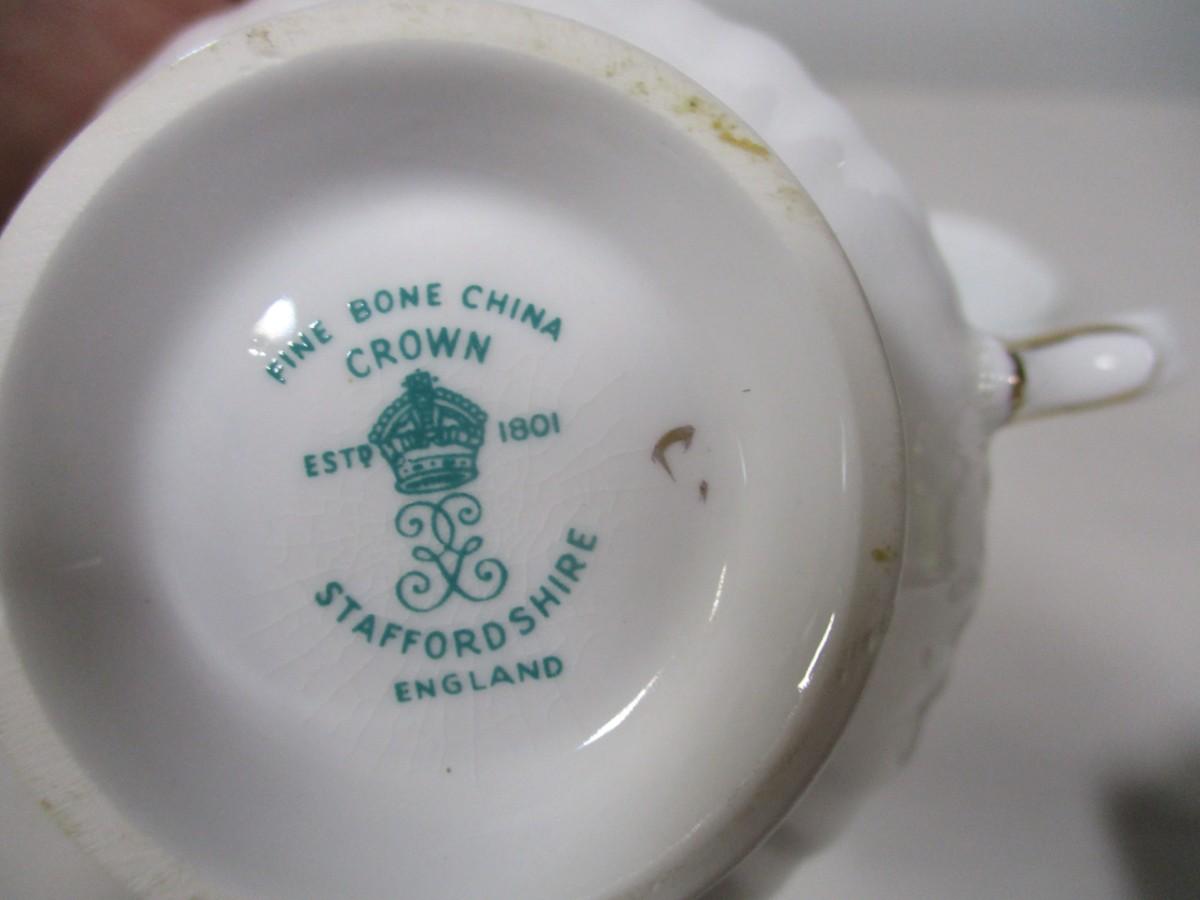 FINE BONE CHINA
CROWN
ESTD 1801
STAFFORDSHIRE
ENGLAND